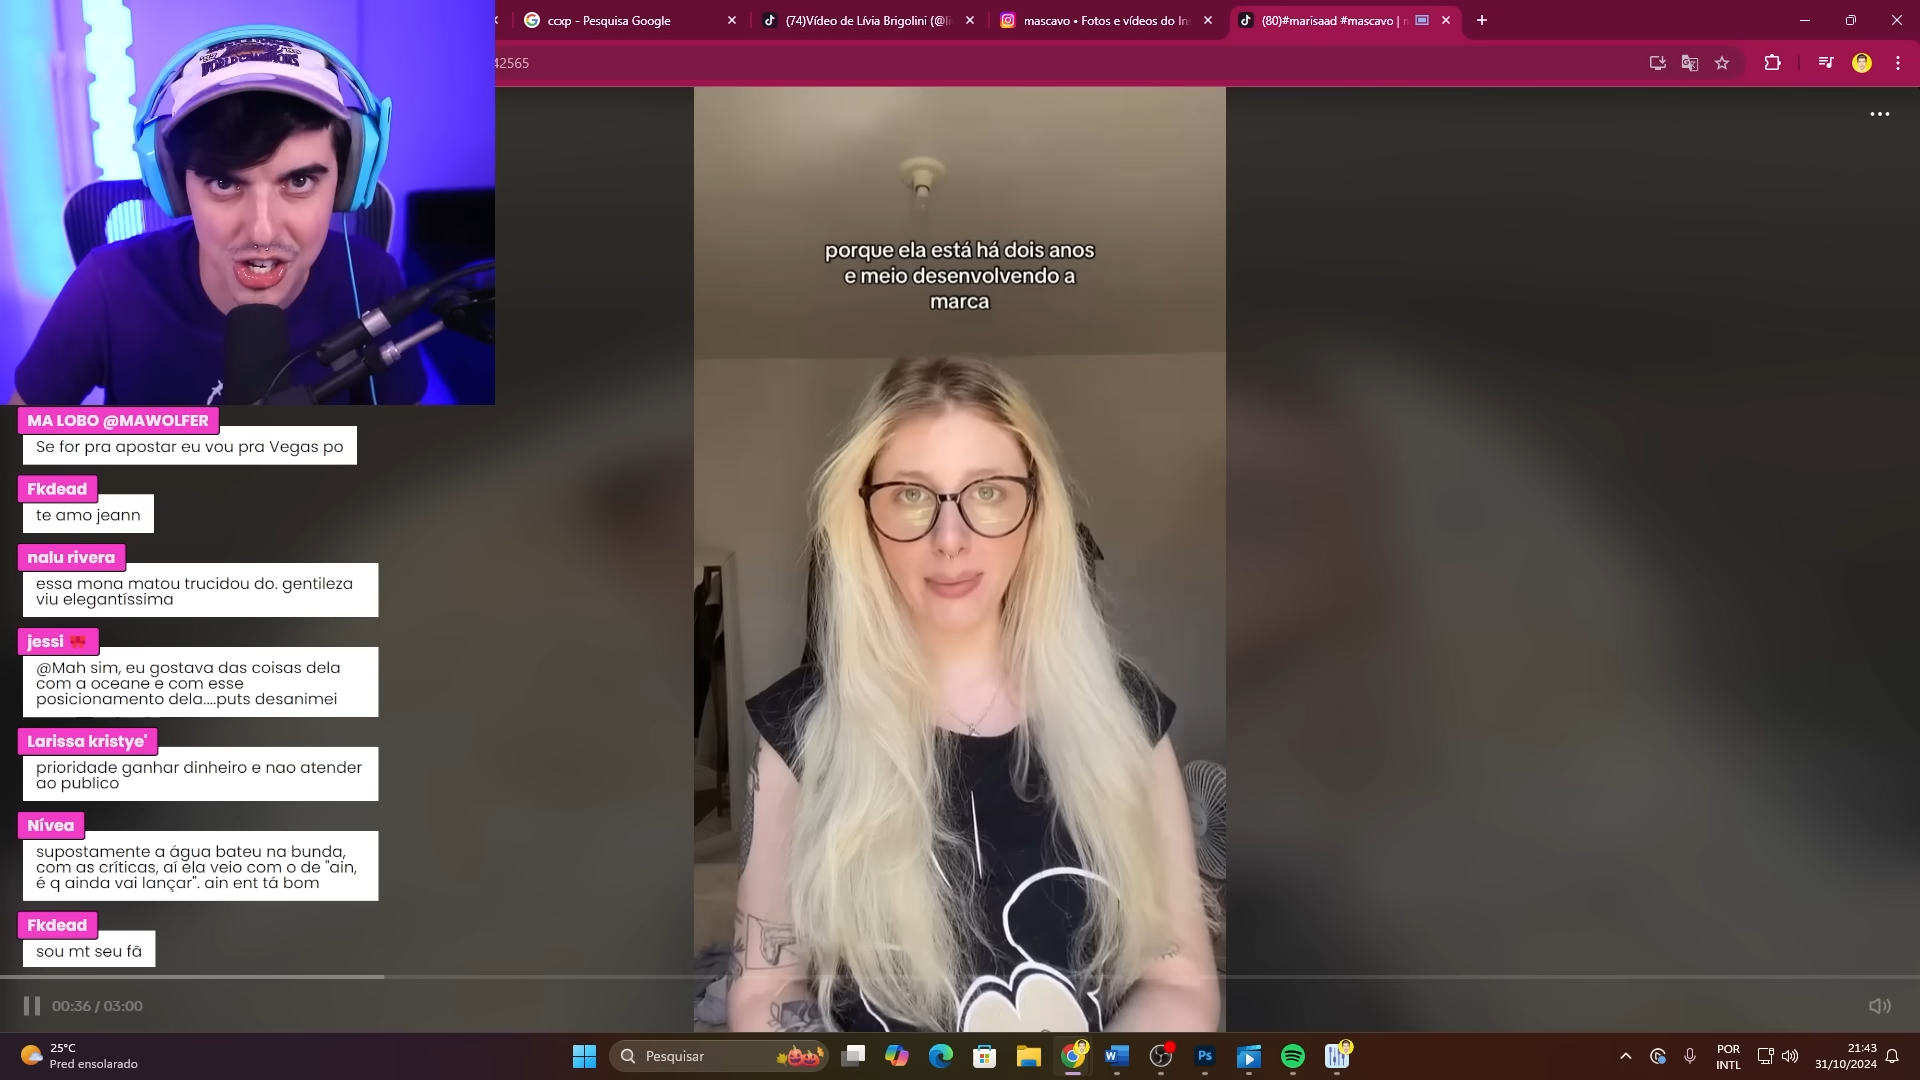 ccxp - Pesquisa Google
(74)Vídeo de Lívia Brigolini (@li
mascavo • Fotos e vídeos do In
(80)#marisaad #mascavo |
42565
WORLD CHAMPIONS
porque ela está há dois anos
e meio desenvolvendo a
marca
MA LOBO @MAWOLFER
Se for pra apostar eu vou pra Vegas po
Fkdead
te amo jeann
nalu rivera
essa mona matou trucidou do. gentileza
viu elegantíssima
jessi
@Mah sim, eu gostava das coisas dela
com a oceane e com esse
posicionamento dela....puts desanimei
Larissa kristye'
prioridade ganhar dinheiro e nao atender
ao publico
Nívea
supostamente a água bateu na bunda,
com as críticas, aí ela veio com o de "ain,
é q ainda vai lançar". ain ent tá bom
Fkdead
sou mt seu fã
00:36 / 03:00
25°C
Pred ensolarado
Pesquisar
W
Ps
POR
INTL
21:43
31/10/2024